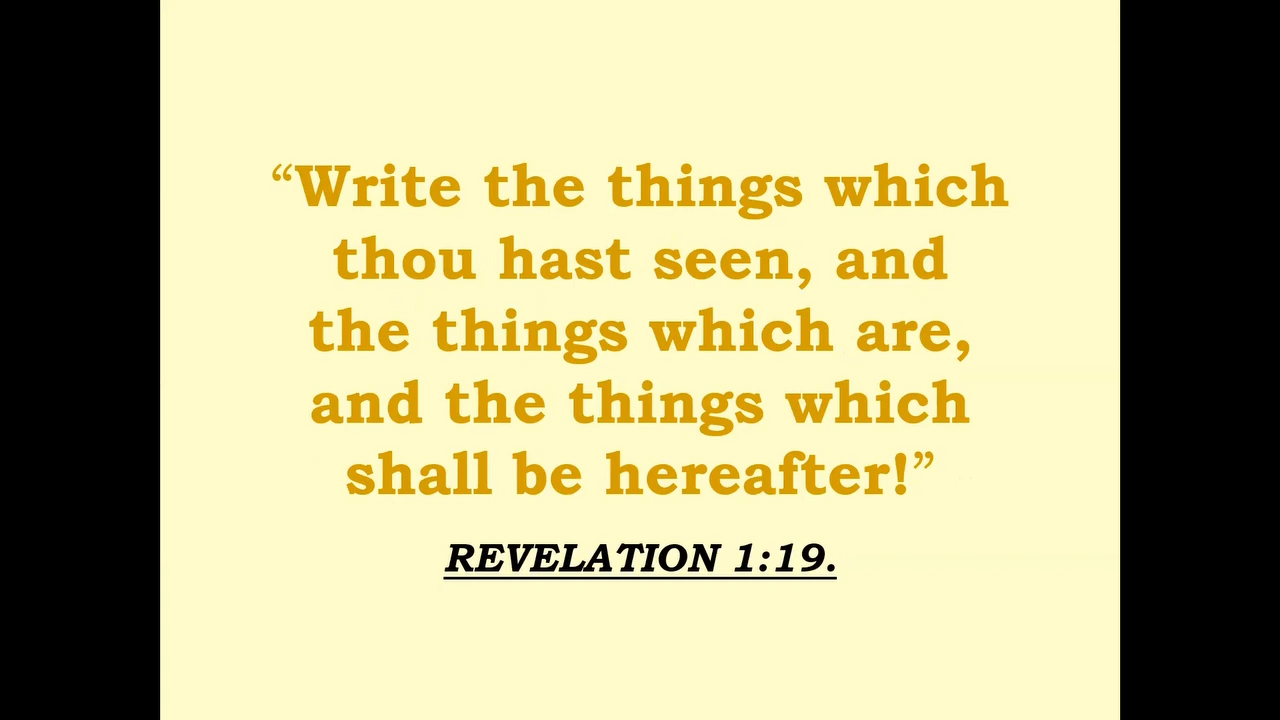 “Write the things which
thou hast seen, and
the things which are,
and the things which
shall be hereafter!”
REVELATION 1:19.